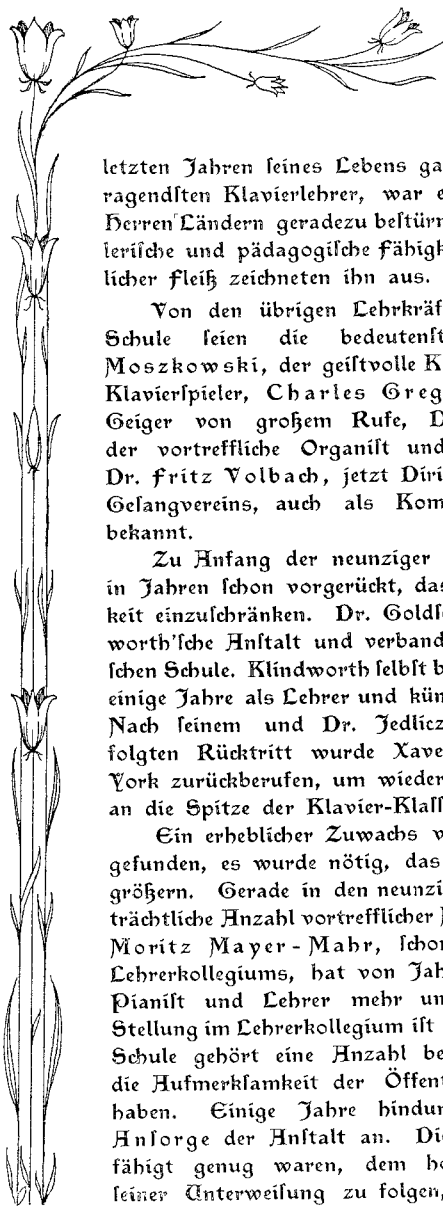 letzten Jahren ſeines Lebens ga
ragendſten Klavierlehrer, war e
Herren Ländern geradezu beſtürn
leriſche und pädagogiſche Fähigk
licher Fleiß zeichneten ihn aus.
Von den übrigen Lehrkräf
Schule ſeien die bedeutenſt
Moszkowski, der geiſtvolle K
Klavierſpieler, Charles Greg
Geiger von großem Rufe, D
der vortreffliche Organiſt und
Dr. Fritz Volbach, jetzt Diri
Geſangvereins, auch als Kom
bekannt.
Zu Anfang der neunziger
in Jahren ſchon vorgerückt, das
keit einzuſchränken. Dr. Goldſc
worth'ſche Anſtalt und verband
ſchen Schule. Klindworth ſelbſt b
einige Jahre als Lehrer und kün
Nach ſeinem und Dr. Jedlicz
folgten Rücktritt wurde Xave
York zurückberufen, um wieder
an die Spitze der Klavier-Klaſſ
Ein erheblicher Zuwachs w
gefunden, es wurde nötig, das
größern. Gerade in den neunzi
trächtliche Anzahl vortrefflicher
Moritz Mayer-Mahr, ſchon
Lehrerkollegiums, hat von Jah
Pianiſt und Lehrer mehr un
Stellung im Lehrerkollegium iſt
Schule gehört eine Anzahl be
die Aufmerkſamkeit der Öffent
haben. Einige Jahre hindur
Anſorge der Anſtalt an. Di
fähigt genug waren, dem h
ſeiner Unterweiſung zu folgen,